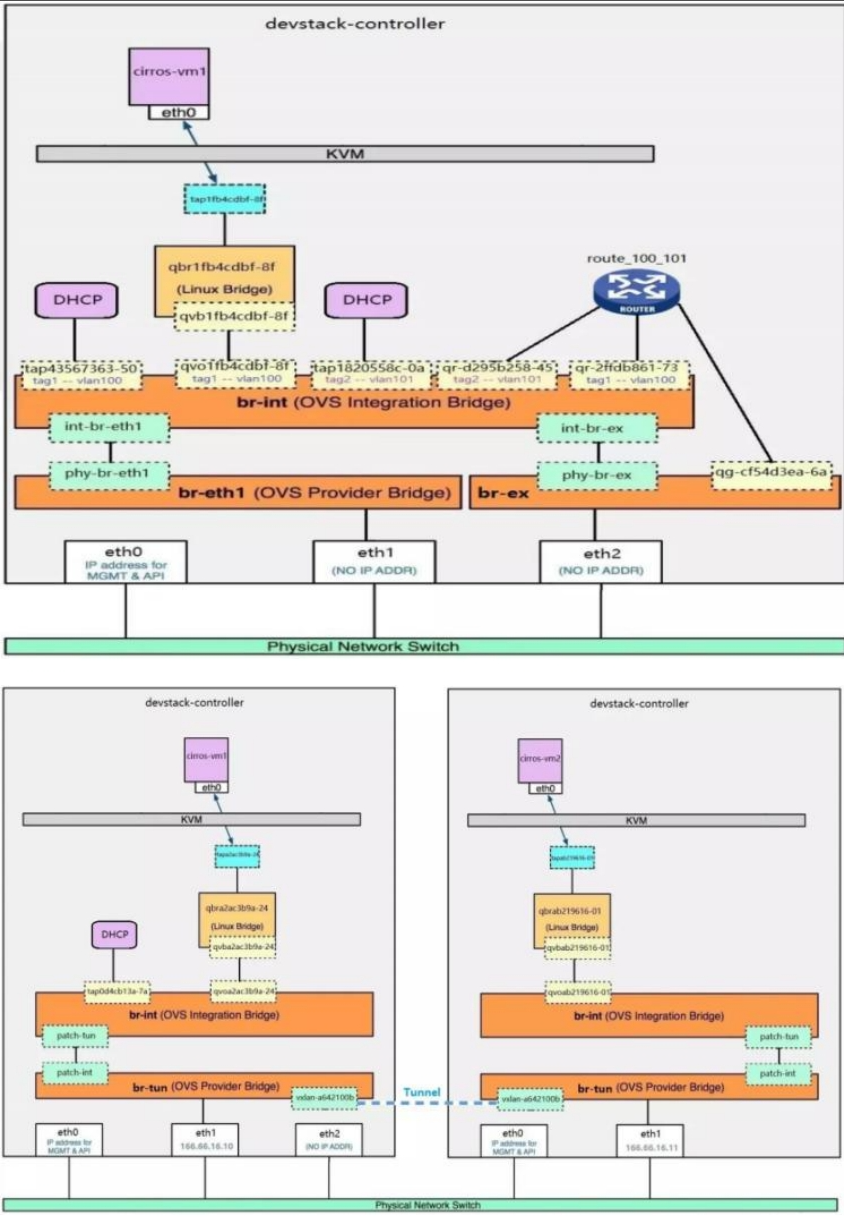 devstack-controller
cirros-vm1
eth0
KVM
tap1fb4cdbf-8f
qbr1fb4cdbf-8f
(Linux Bridge)
qvb1fb4cdbf-8f
route_100_101
ROUTER
DHCP
DHCP
tap43567363-50
tag1 -- vlan100
qvo1fb4cdbf-8f
tag1 -- vlan100
tap1820558c-0a
tag2 -- vlan101
qr-d295b258-45
tag2 -- vlan101
qr-2ffdb861-73
tag1 -- vlan100
br-int (OVS Integration Bridge)
int-br-eth1
int-br-ex
phy-br-eth1
phy-br-ex
qg-cf54d3ea-6a
br-eth1 (OVS Provider Bridge)
br-ex
eth0
IP address for
MGMT & API
eth1
(NO IP ADDR)
eth2
(NO IP ADDR)
Physical Network Switch
devstack-controller
cirros-vm1
eth0
KVM
tapa2ac3b9a-24
qbra2ac3b9a-24
(Linux Bridge)
qvba2ac3b9a-24
DHCP
tap0d4cb13a-7a
qvoa2ac3b9a-24
br-int (OVS Integration Bridge)
patch-tun
patch-int
br-tun (OVS Provider Bridge)
vxlan-a642100b
eth0
IP address for
MGMT & API
eth1
166.66.16.10
eth2
(NO IP ADDR)
Tunnel
devstack-controller
cirros-vm2
eth0
KVM
tapab219616-01
qbrab219616-01
(Linux Bridge)
qvbab219616-01
qvoab219616-01
br-int (OVS Integration Bridge)
patch-tun
patch-int
br-tun (OVS Provider Bridge)
vxlan-a642100b
eth0
IP address for
MGMT & API
eth1
166.66.16.11
Physical Network Switch